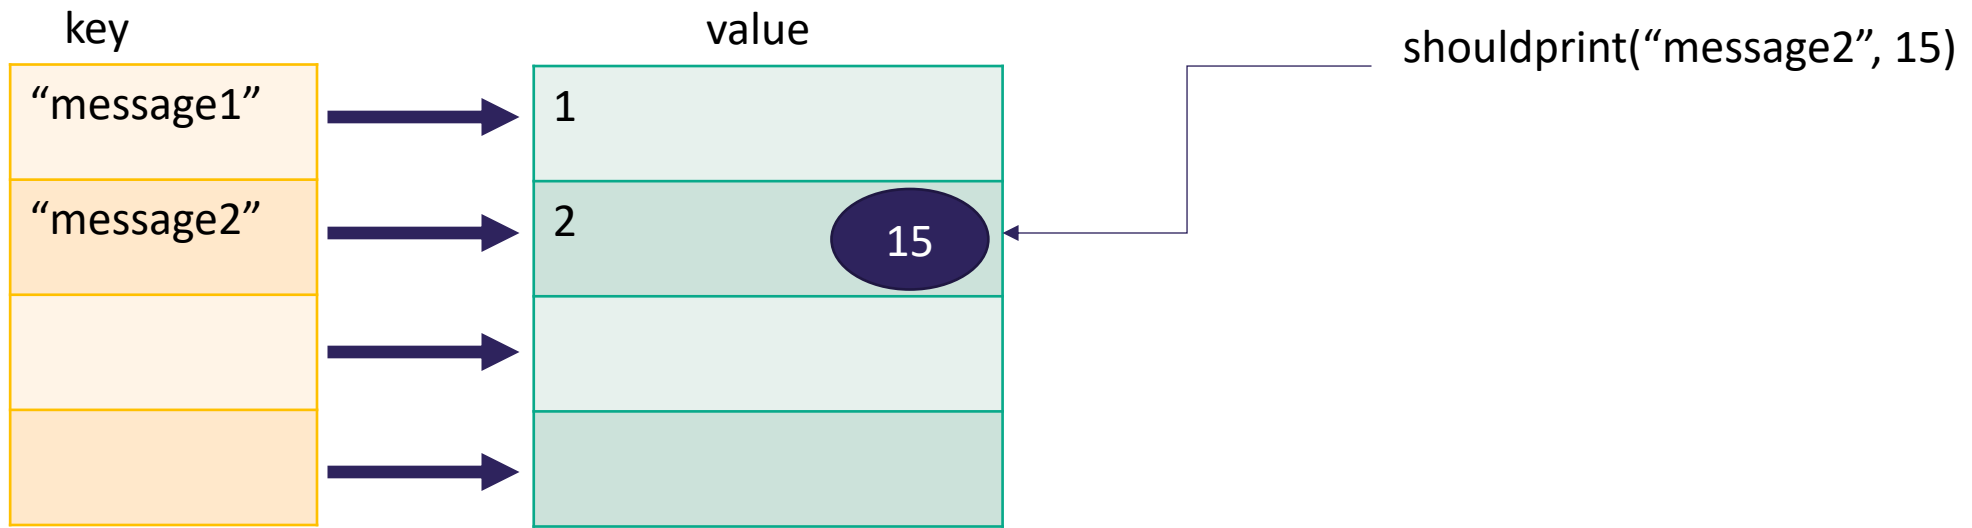 key
value
shouldprint(“message2”, 15)
“message1”
1
“message2”
2
15